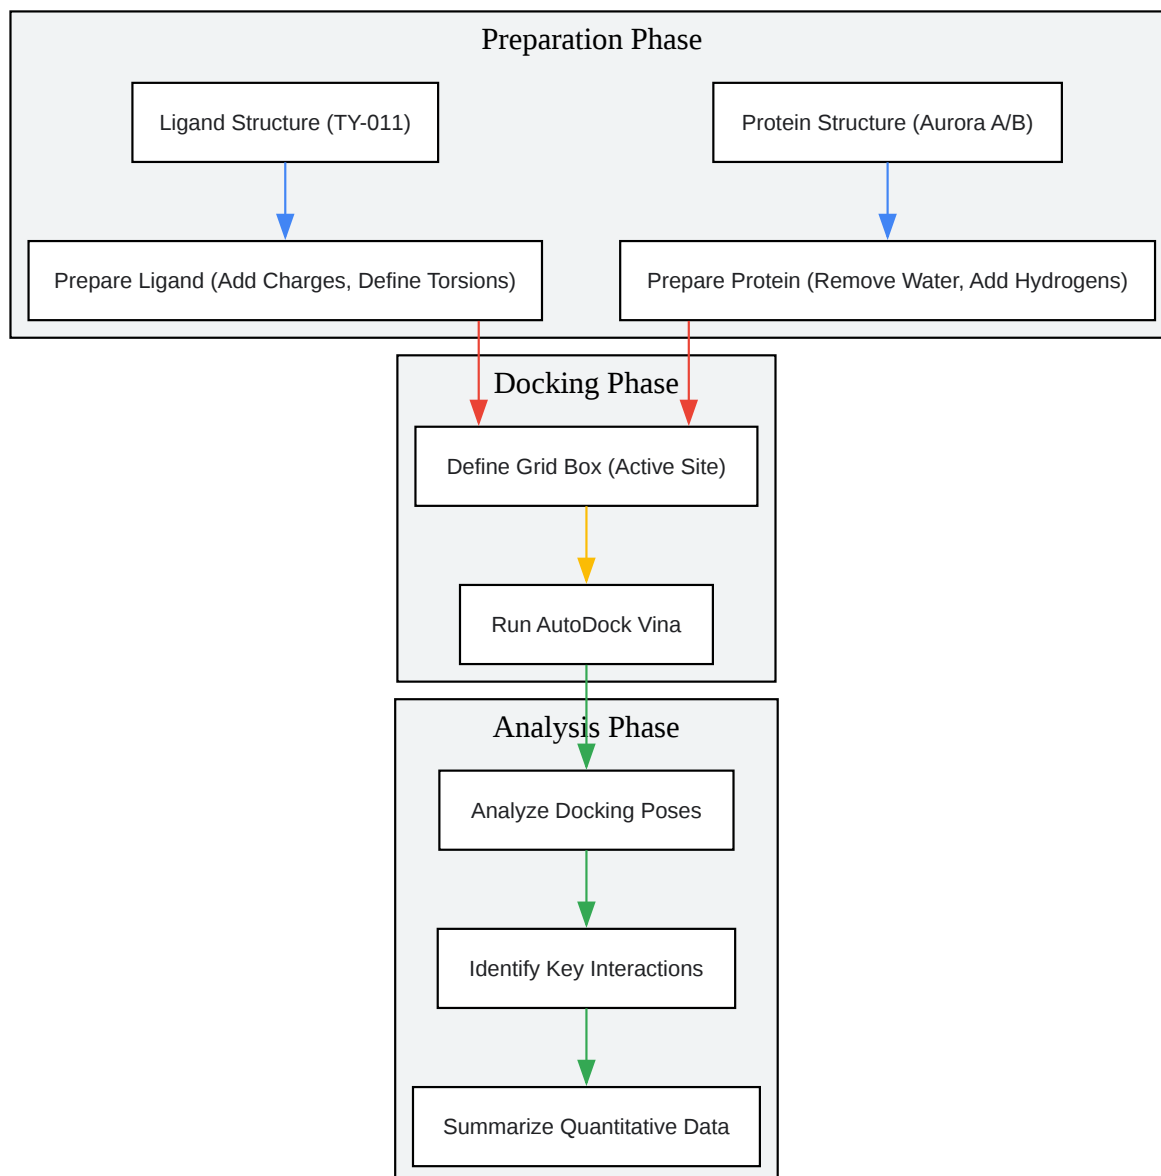 Preparation Phase
Ligand Structure (TY-011)
Protein Structure (Aurora A/B)
Prepare Ligand (Add Charges, Define Torsions)
Prepare Protein (Remove Water, Add Hydrogens)
Docking Phase
Define Grid Box (Active Site)
Run AutoDock Vina
Analysis Phase
Analyze Docking Poses
Identify Key Interactions
Summarize Quantitative Data